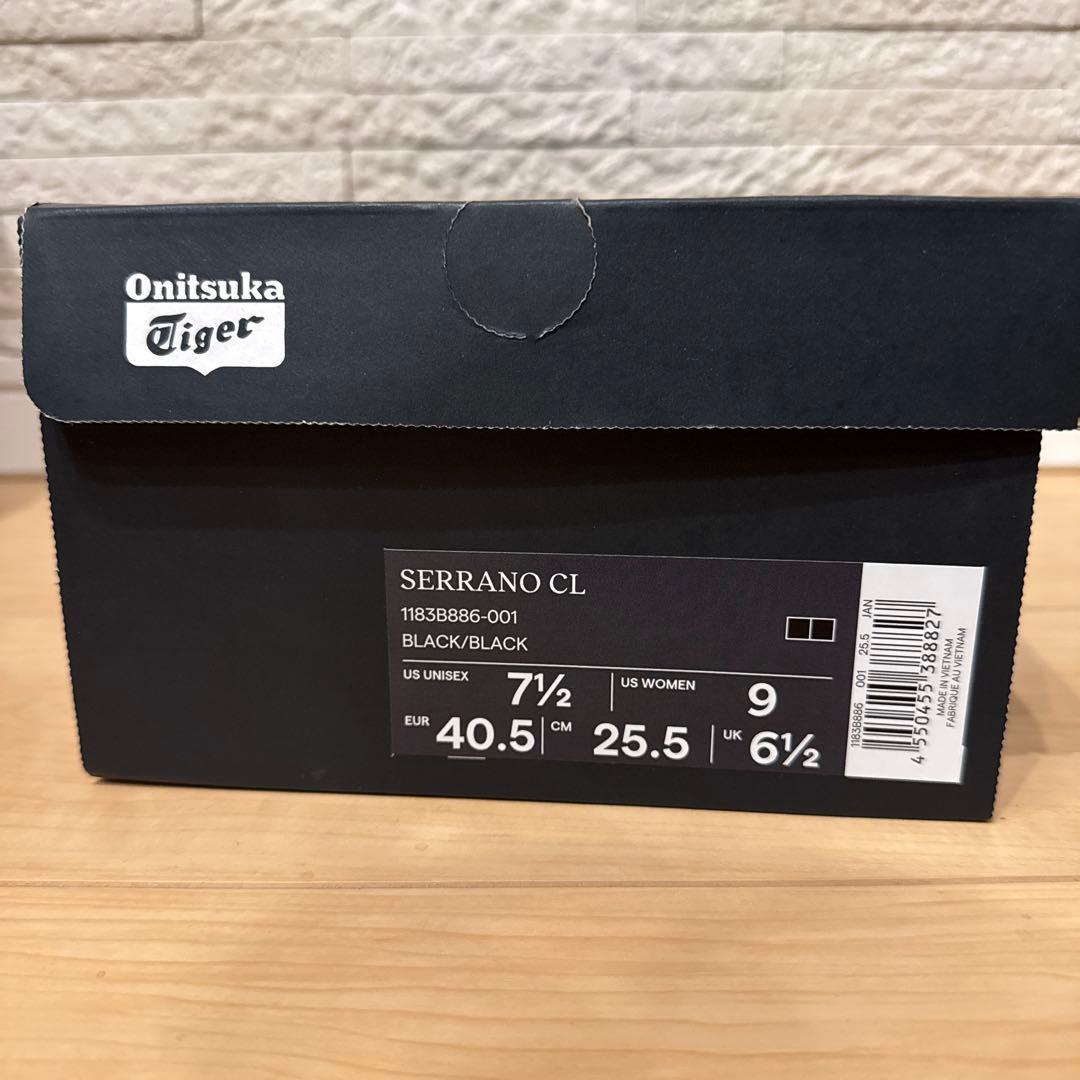 Onitsuka
Tiger
SERRANO CL
1183B886-001
BLACK/BLACK
US UNISEX 7½ US WOMEN 9
EUR 40.5 CM 25.5 UK 6½
1183B886 001 25.5 JAN
4 550455 388827
MADE IN VIETNAM
FABRIQUE AU VIETNAM